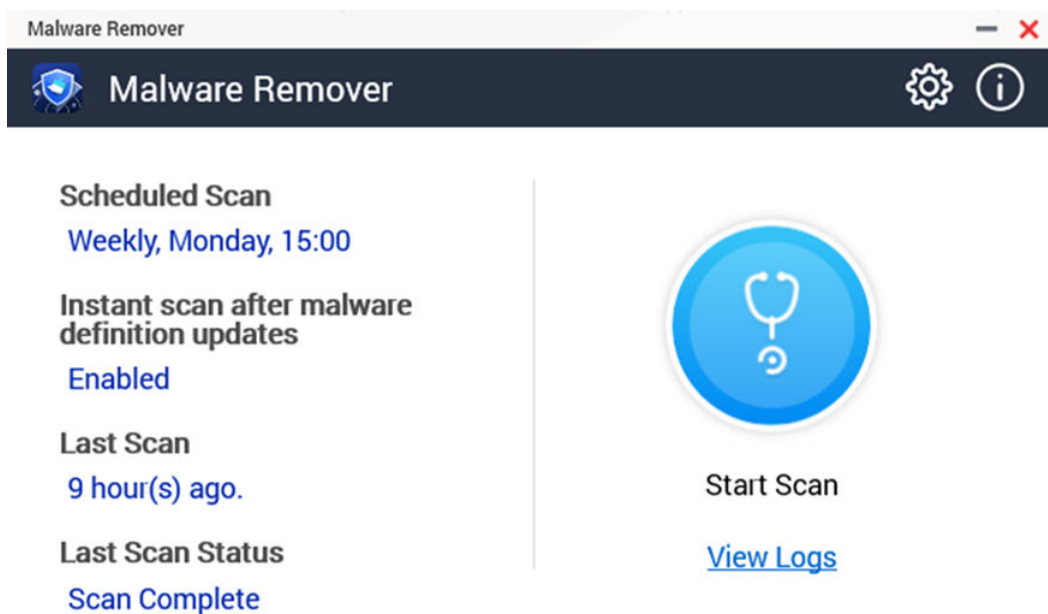 Malware Remover
Malware Remover
Scheduled Scan
Weekly, Monday, 15:00
Instant scan after malware
definition updates
Enabled
Last Scan
9 hour(s) ago.
Last Scan Status
Scan Complete
Start Scan
View Logs